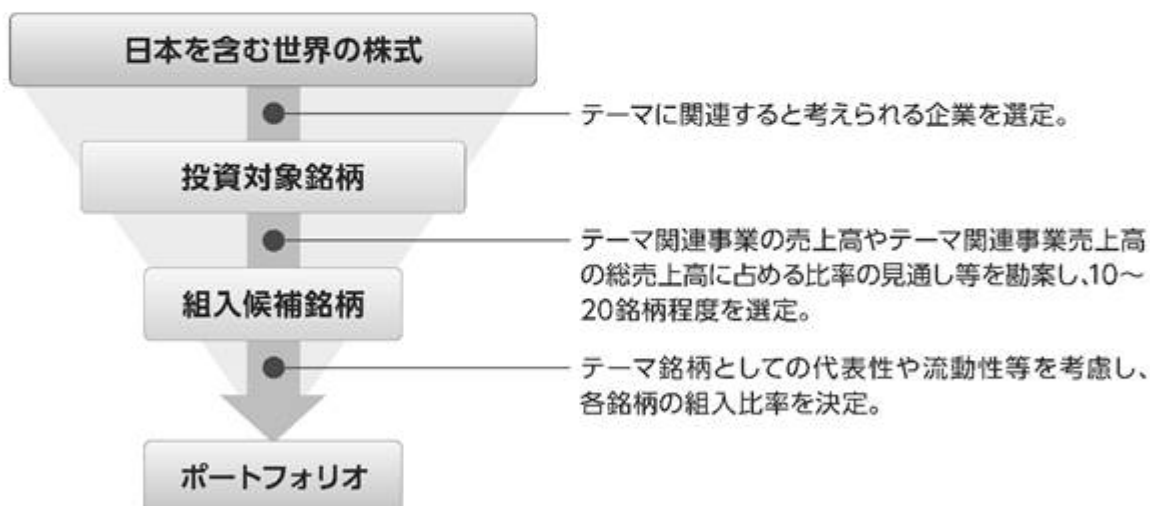 日本を含む世界の株式
テーマに関連すると考えられる企業を選定。
投資対象銘柄
テーマ関連事業の売上高やテーマ関連事業売上高
の総売上高に占める比率の見通し等を勘案し、10〜
20銘柄程度を選定。
組入候補銘柄
テーマ銘柄としての代表性や流動性等を考慮し、
各銘柄の組入比率を決定。
ポートフォリオ